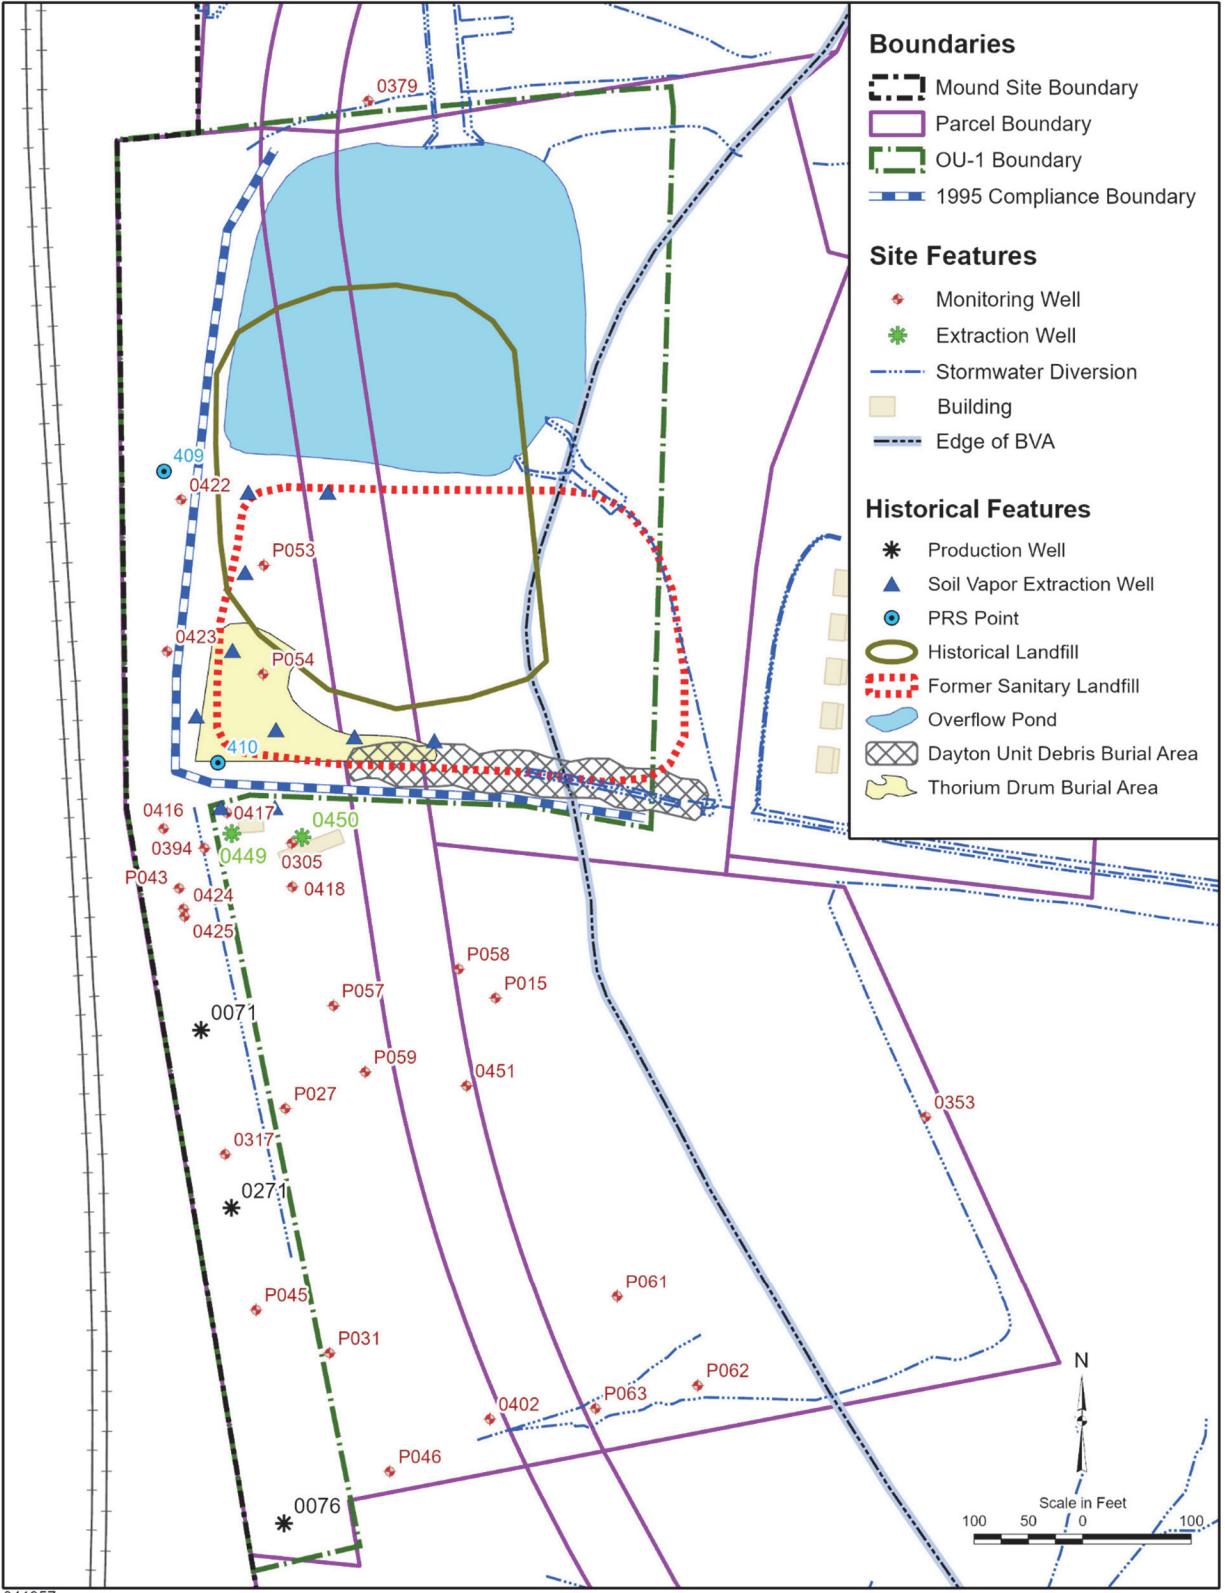 Boundaries
Mound Site Boundary
Parcel Boundary
OU-1 Boundary
1995 Compliance Boundary
Site Features
Monitoring Well
Extraction Well
Stormwater Diversion
Building
Edge of BVA
Historical Features
Production Well
Soil Vapor Extraction Well
PRS Point
Historical Landfill
Former Sanitary Landfill
Overflow Pond
Dayton Unit Debris Burial Area
Thorium Drum Burial Area
0379
409
0422
P053
0423
P054
410
0416
0417
0450
0394
0449
0305
P043
0424
0418
0425
P058
P015
P057
0071
P059
0451
P027
0353
0317
0271
P061
P045
P031
P062
P063
0402
P046
0076
N
Scale in Feet
100 50 0 100